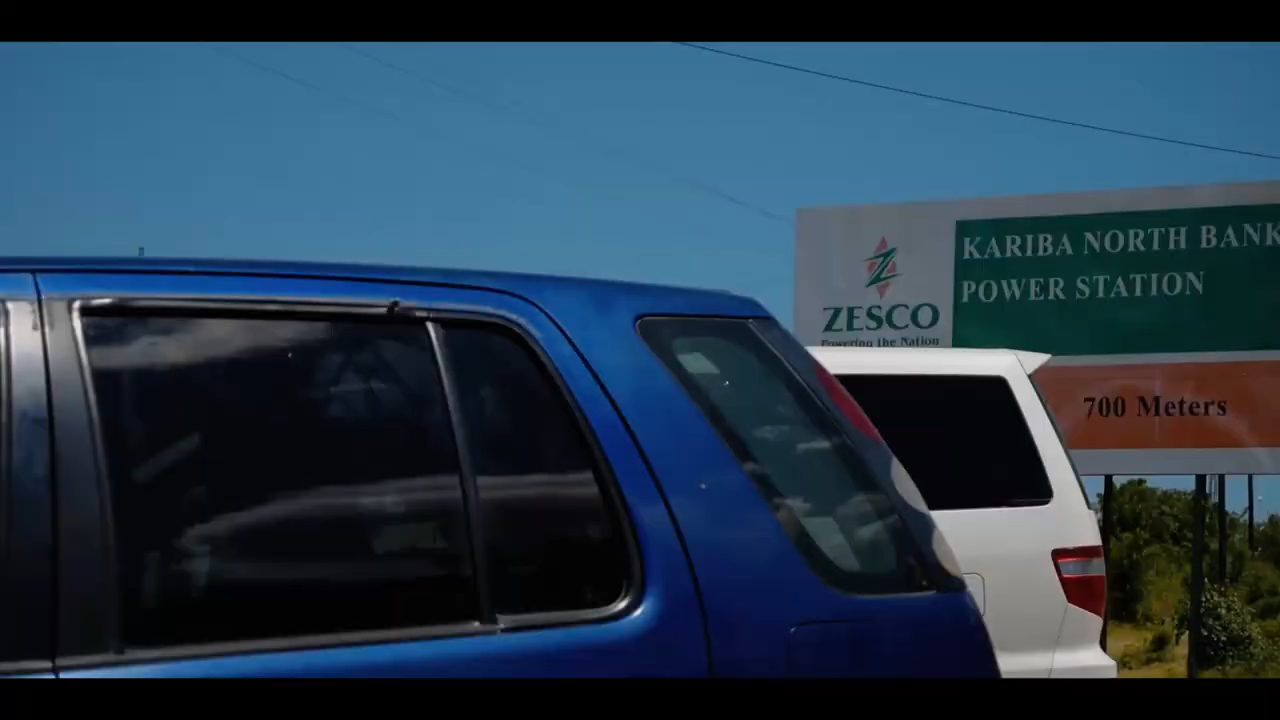 ZESCO
Powering the Nation
KARIBA NORTH BANK
POWER STATION
700 Meters